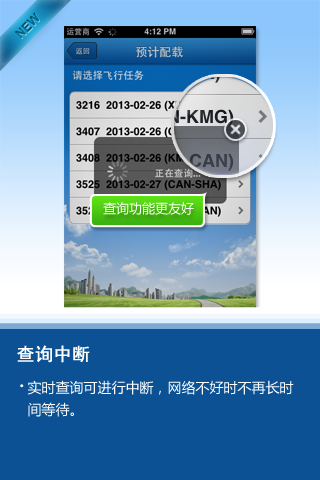 NEW
运营商 4:12 PM
返回 预计配载
请选择飞行任务
3216 2013-02-26 (X
N-KMG)
3407 2013-02-26 (C
3408 2013-02-26 (KM CAN)
正在查询...
3525 2013-02-27 (CAN-SHA)
查询功能更友好
352 CAN)
查询中断
•实时查询可进行中断，网络不好时不再长时
间等待。